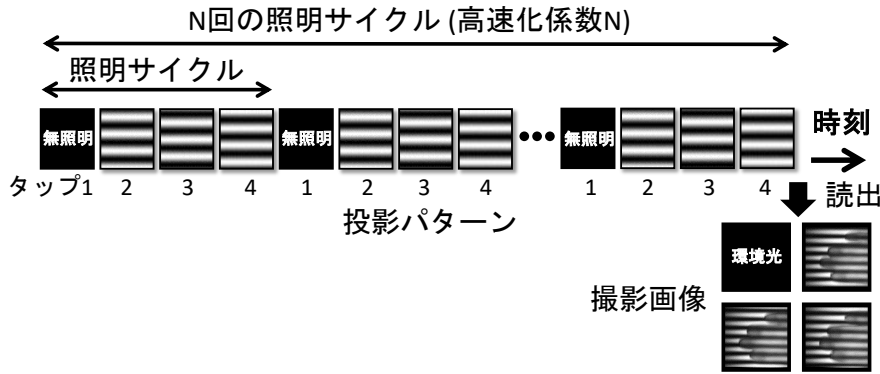 N回の照明サイクル (高速化係数N)
照明サイクル
無照明 無照明 無照明 時刻
タップ1 2 3 4 1 2 3 4 1 2 3 4 読出
投影パターン
環境光
撮影画像